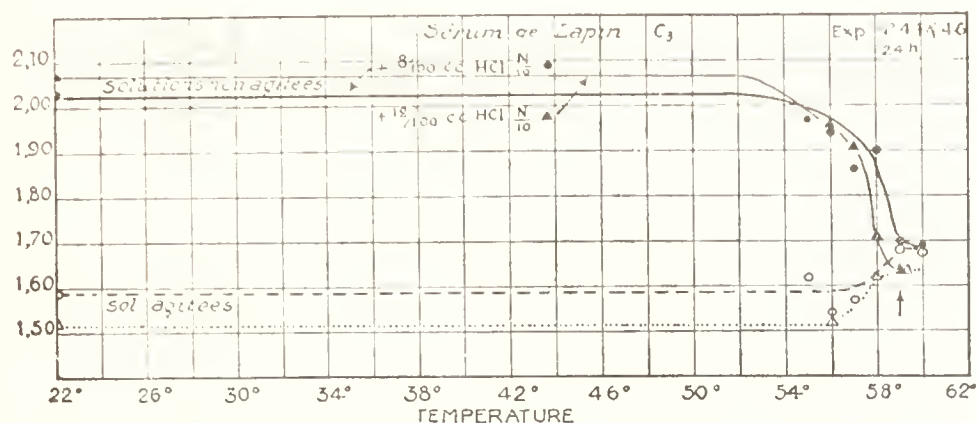 Sérum de Lapin C₃
Exp
24 h
2,10
+ 8/100 cc HCl N/10 ●
solutions non agitées
2,00
+ 18/100 cc HCl N/10 ▲
1,90
1,80
1,70
1,60
sol agitées
1,50
22° 26° 30° 34° 38° 42° 46° 50° 54° 58° 62°
TEMPERATURE